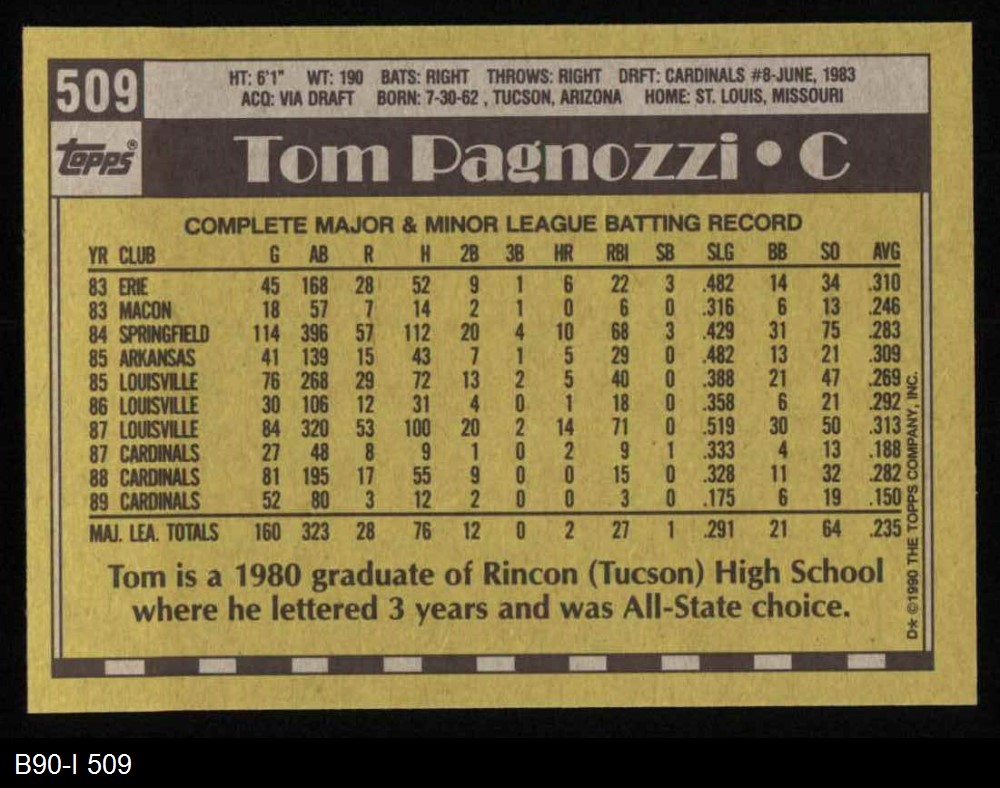 509
HT: 6'1" WT: 190 BATS: RIGHT THROWS: RIGHT DRFT: CARDINALS #8-JUNE, 1983
ACQ: VIA DRAFT BORN: 7-30-62 , TUCSON, ARIZONA HOME: ST. LOUIS, MISSOURI
TOPPS®
Tom Pagnozzi • C
COMPLETE MAJOR & MINOR LEAGUE BATTING RECORD
YR CLUB G AB R H 2B 3B HR RBI SB SLG BB SO AVG
83 ERIE 45 168 28 52 9 1 6 22 3 .482 14 34 .310
83 MACON 18 57 7 14 2 1 0 6 0 .316 6 13 .246
84 SPRINGFIELD 114 396 57 112 20 4 10 68 3 .429 31 75 .283
85 ARKANSAS 41 139 15 43 7 1 5 29 0 .482 13 21 .309
85 LOUISVILLE 76 268 29 72 13 2 5 40 0 .388 21 47 .269
86 LOUISVILLE 30 106 12 31 4 0 1 18 0 .358 6 21 .292
87 LOUISVILLE 84 320 53 100 20 2 14 71 0 .519 30 50 .313
87 CARDINALS 27 48 8 9 1 0 2 9 1 .333 4 13 .188
88 CARDINALS 81 195 17 55 9 0 0 15 0 .328 11 32 .282
89 CARDINALS 52 80 3 12 2 0 0 3 0 .175 6 19 .150
MAJ. LEA. TOTALS 160 323 28 76 12 0 2 27 1 .291 21 64 .235
Tom is a 1980 graduate of Rincon (Tucson) High School
where he lettered 3 years and was All-State choice.
D* ©1990 THE TOPPS COMPANY, INC.
B90-I 509